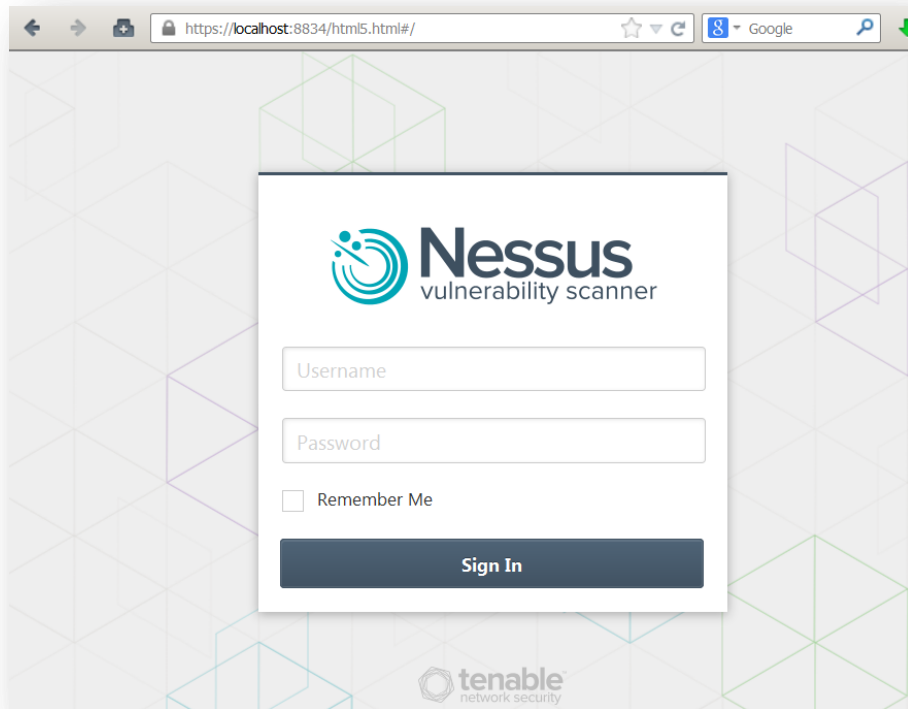 https://localhost:8834/html5.html#/
Google
Nessus
vulnerability scanner
Username
Password
Remember Me
Sign In
tenable
network security